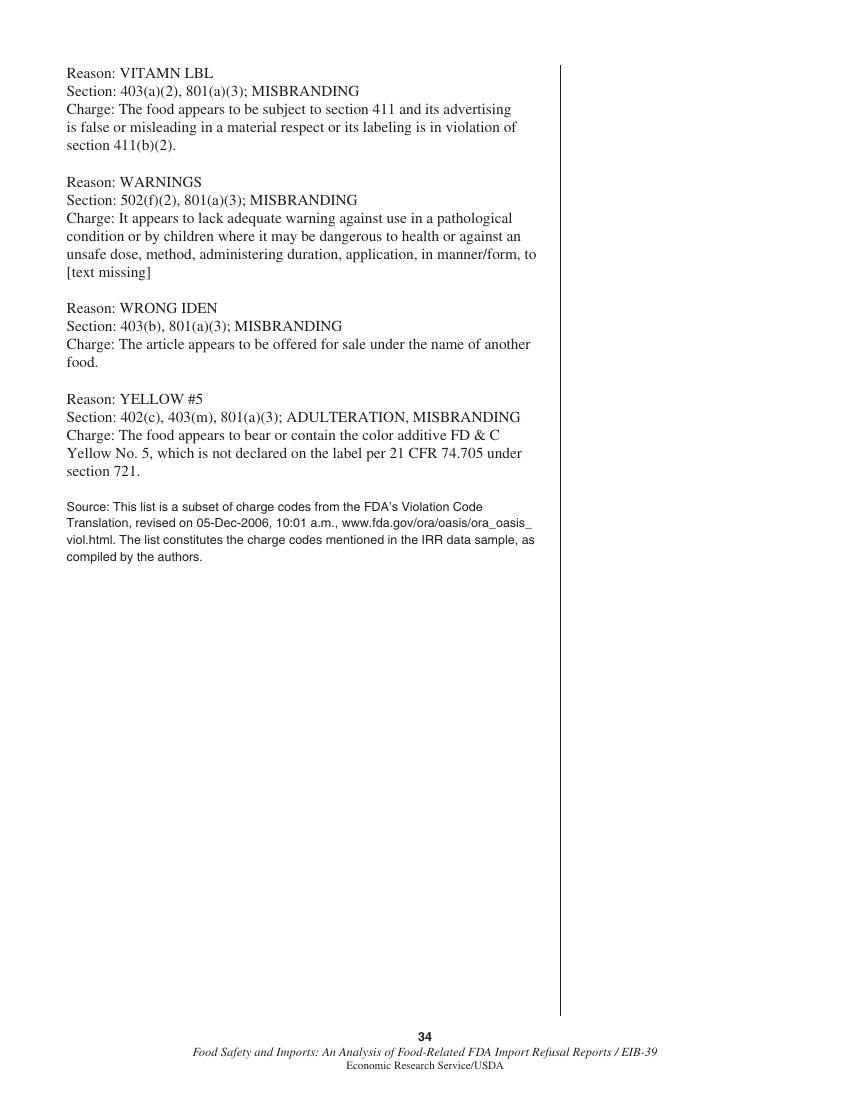 Reason: VITAMN LBL
Section: 403(a)(2), 801(a)(3); MISBRANDING
Charge: The food appears to be subject to section 411 and its advertising
is false or misleading in a material respect or its labeling is in violation of
section 411(b)(2).
Reason: WARNINGS
Section: 502(f)(2), 801(a)(3); MISBRANDING
Charge: It appears to lack adequate warning against use in a pathological
condition or by children where it may be dangerous to health or against an
unsafe dose, method, administering duration, application, in manner/form, to
[text missing]
Reason: WRONG IDEN
Section: 403(b), 801(a)(3); MISBRANDING
Charge: The article appears to be offered for sale under the name of another
food.
Reason: YELLOW #5
Section: 402(c), 403(m), 801(a)(3); ADULTERATION, MISBRANDING
Charge: The food appears to bear or contain the color additive FD & C
Yellow No. 5, which is not declared on the label per 21 CFR 74.705 under
section 721.
Source: This list is a subset of charge codes from the FDA’s Violation Code
Translation, revised on 05-Dec-2006, 10:01 a.m., www.fda.gov/ora/oasis/ora_oasis_
viol.html. The list constitutes the charge codes mentioned in the IRR data sample, as
compiled by the authors.
34
Food Safety and Imports: An Analysis of Food-Related FDA Import Refusal Reports / EIB-39
Economic Research Service/USDA